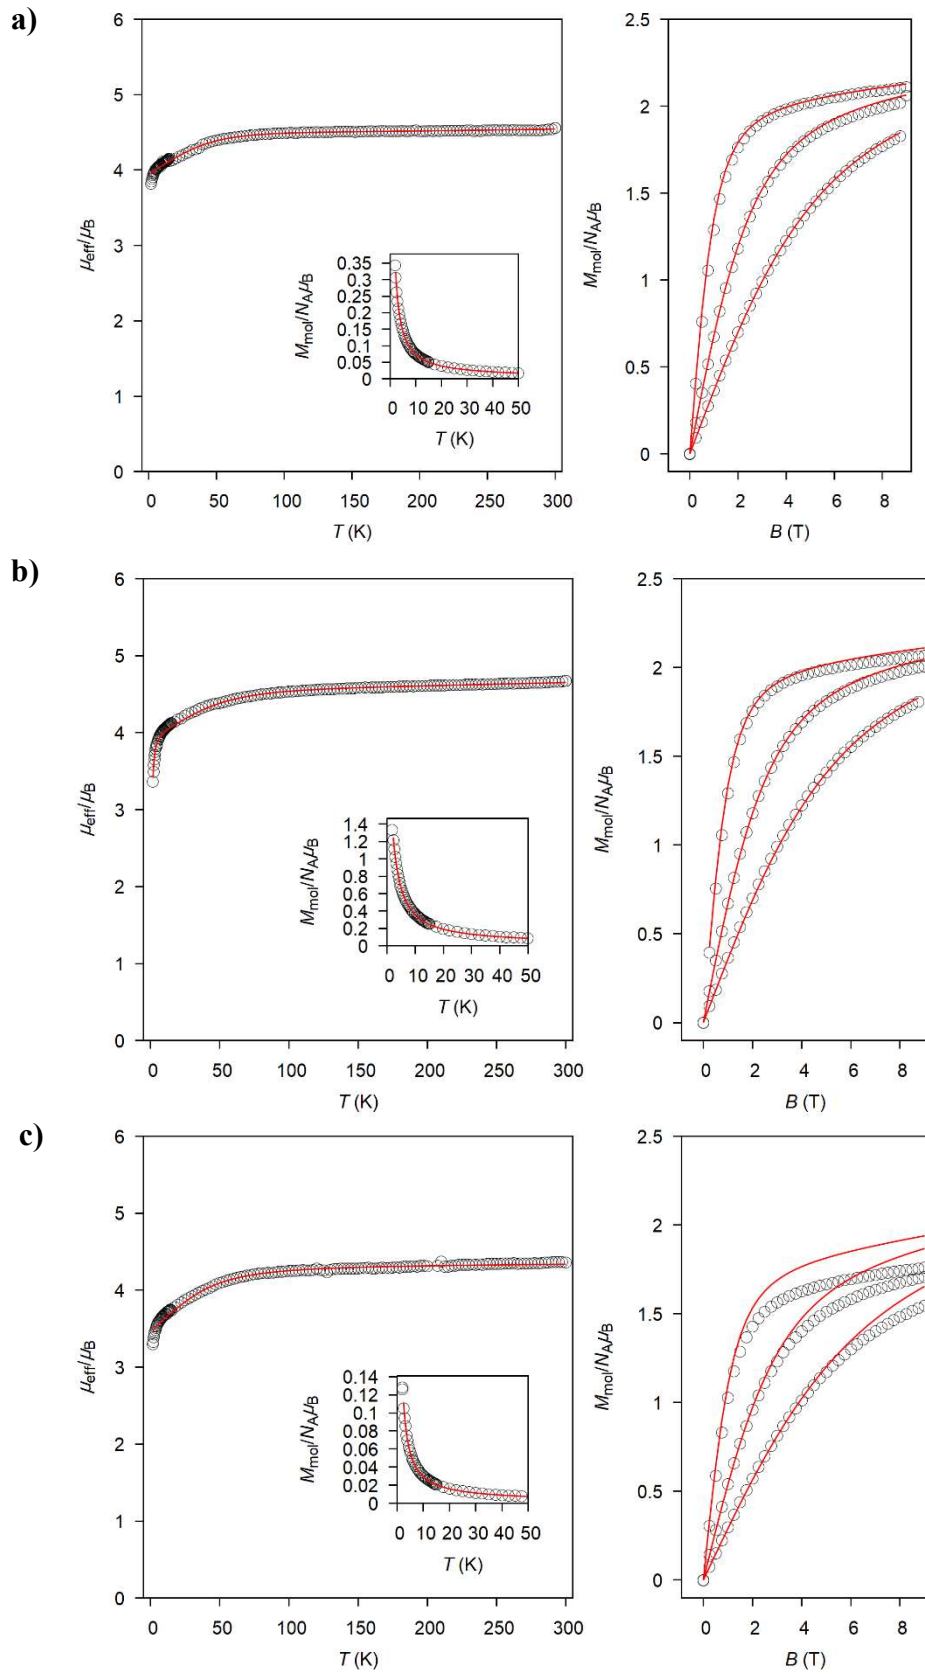 a)
6
5
4
3
2
1
0
μeff/μB
0 50 100 150 200 250 300
T (K)
0.35
0.3
0.25
0.2
0.15
0.1
0.05
0
Mmol/NAμB
0 10 20 30 40 50
T (K)
2.5
2
1.5
1
0.5
0
Mmol/NAμB
0 2 4 6 8
B (T)
b)
6
5
4
3
2
1
0
μeff/μB
0 50 100 150 200 250 300
T (K)
1.4
1.2
1
0.8
0.6
0.4
0.2
0
Mmol/NAμB
0 10 20 30 40 50
T (K)
2.5
2
1.5
1
0.5
0
Mmol/NAμB
0 2 4 6 8
B (T)
c)
6
5
4
3
2
1
0
μeff/μB
0 50 100 150 200 250 300
T (K)
0.14
0.12
0.1
0.08
0.06
0.04
0.02
0
Mmol/NAμB
0 10 20 30 40 50
T (K)
2.5
2
1.5
1
0.5
0
Mmol/NAμB
0 2 4 6 8
B (T)